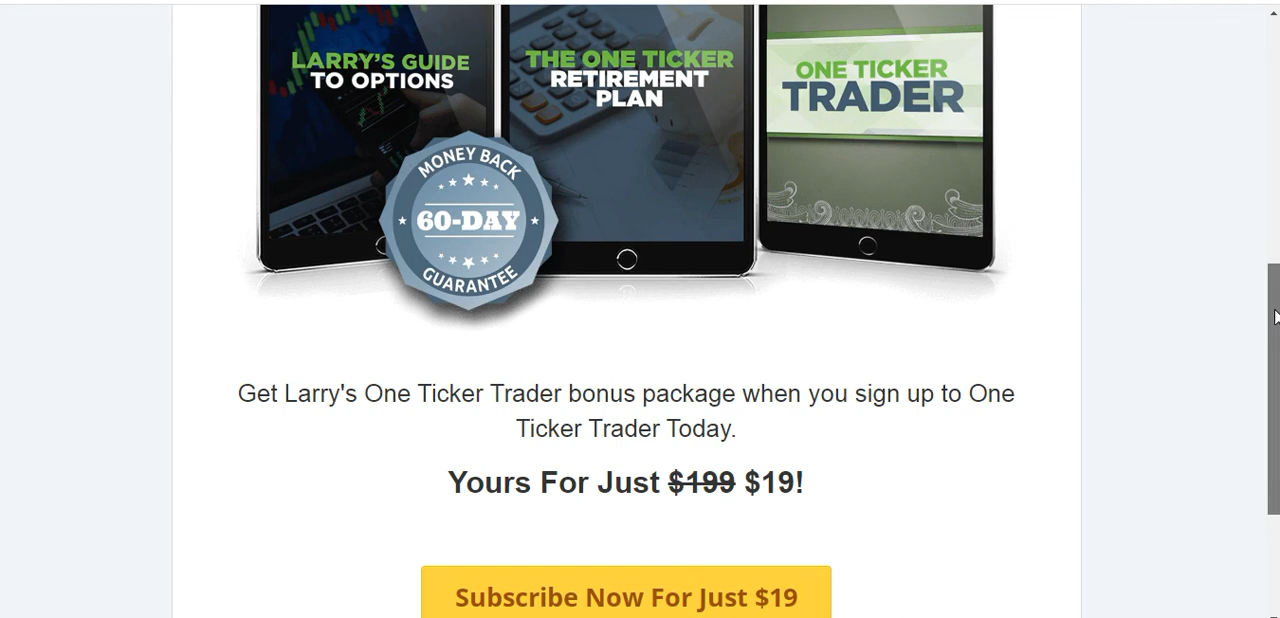 LARRY'S GUIDE
TO OPTIONS
THE ONE TICKER
RETIREMENT
PLAN
ONE TICKER
TRADER
MONEY BACK
60-DAY
GUARANTEE
Get Larry's One Ticker Trader bonus package when you sign up to One
Ticker Trader Today.
Yours For Just $199 $19!
Subscribe Now For Just $19